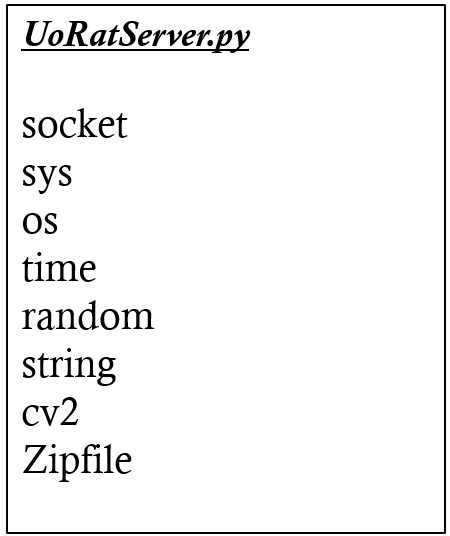 UoRatServer.py
socket
sys
os
time
random
string
cv2
Zipfile